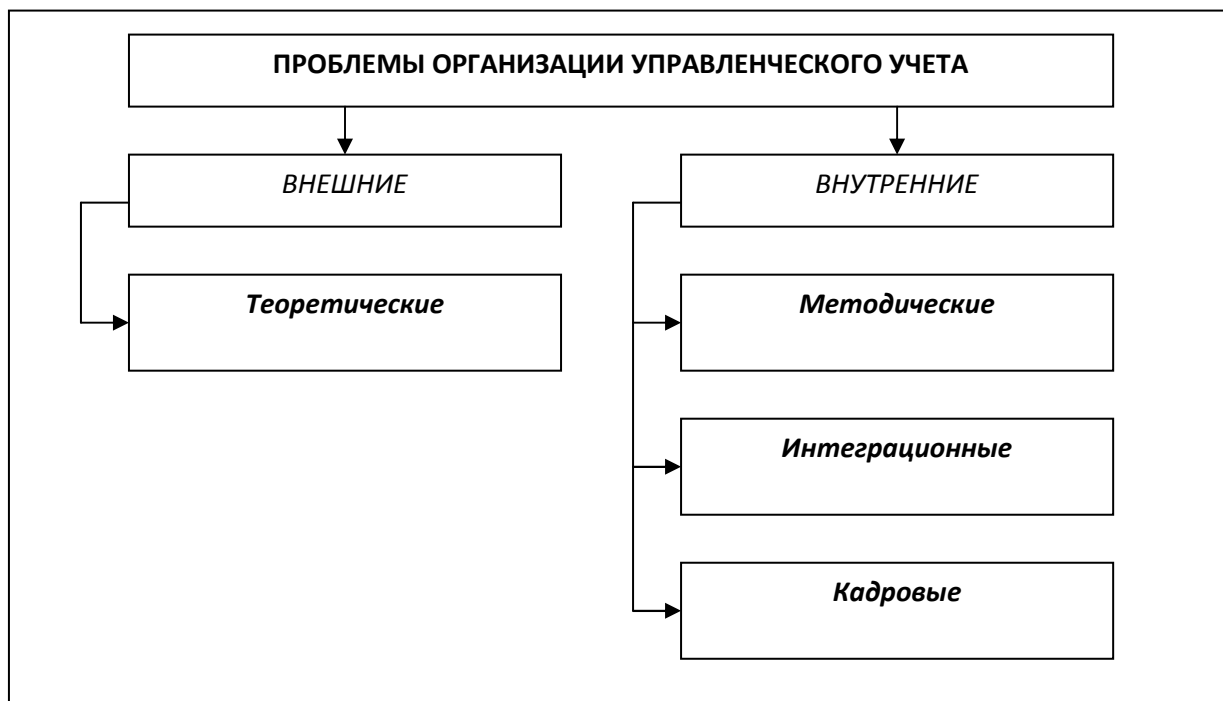 ПРОБЛЕМЫ ОРГАНИЗАЦИИ УПРАВЛЕНЧЕСКОГО УЧЕТА
ВНЕШНИЕ
ВНУТРЕННИЕ
Теоретические
Методические
Интеграционные
Кадровые